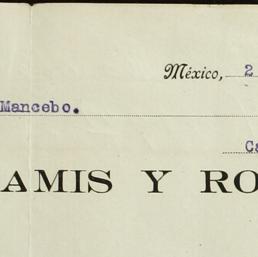 México, 2
Mancebo.
Ca
AMIS Y RO